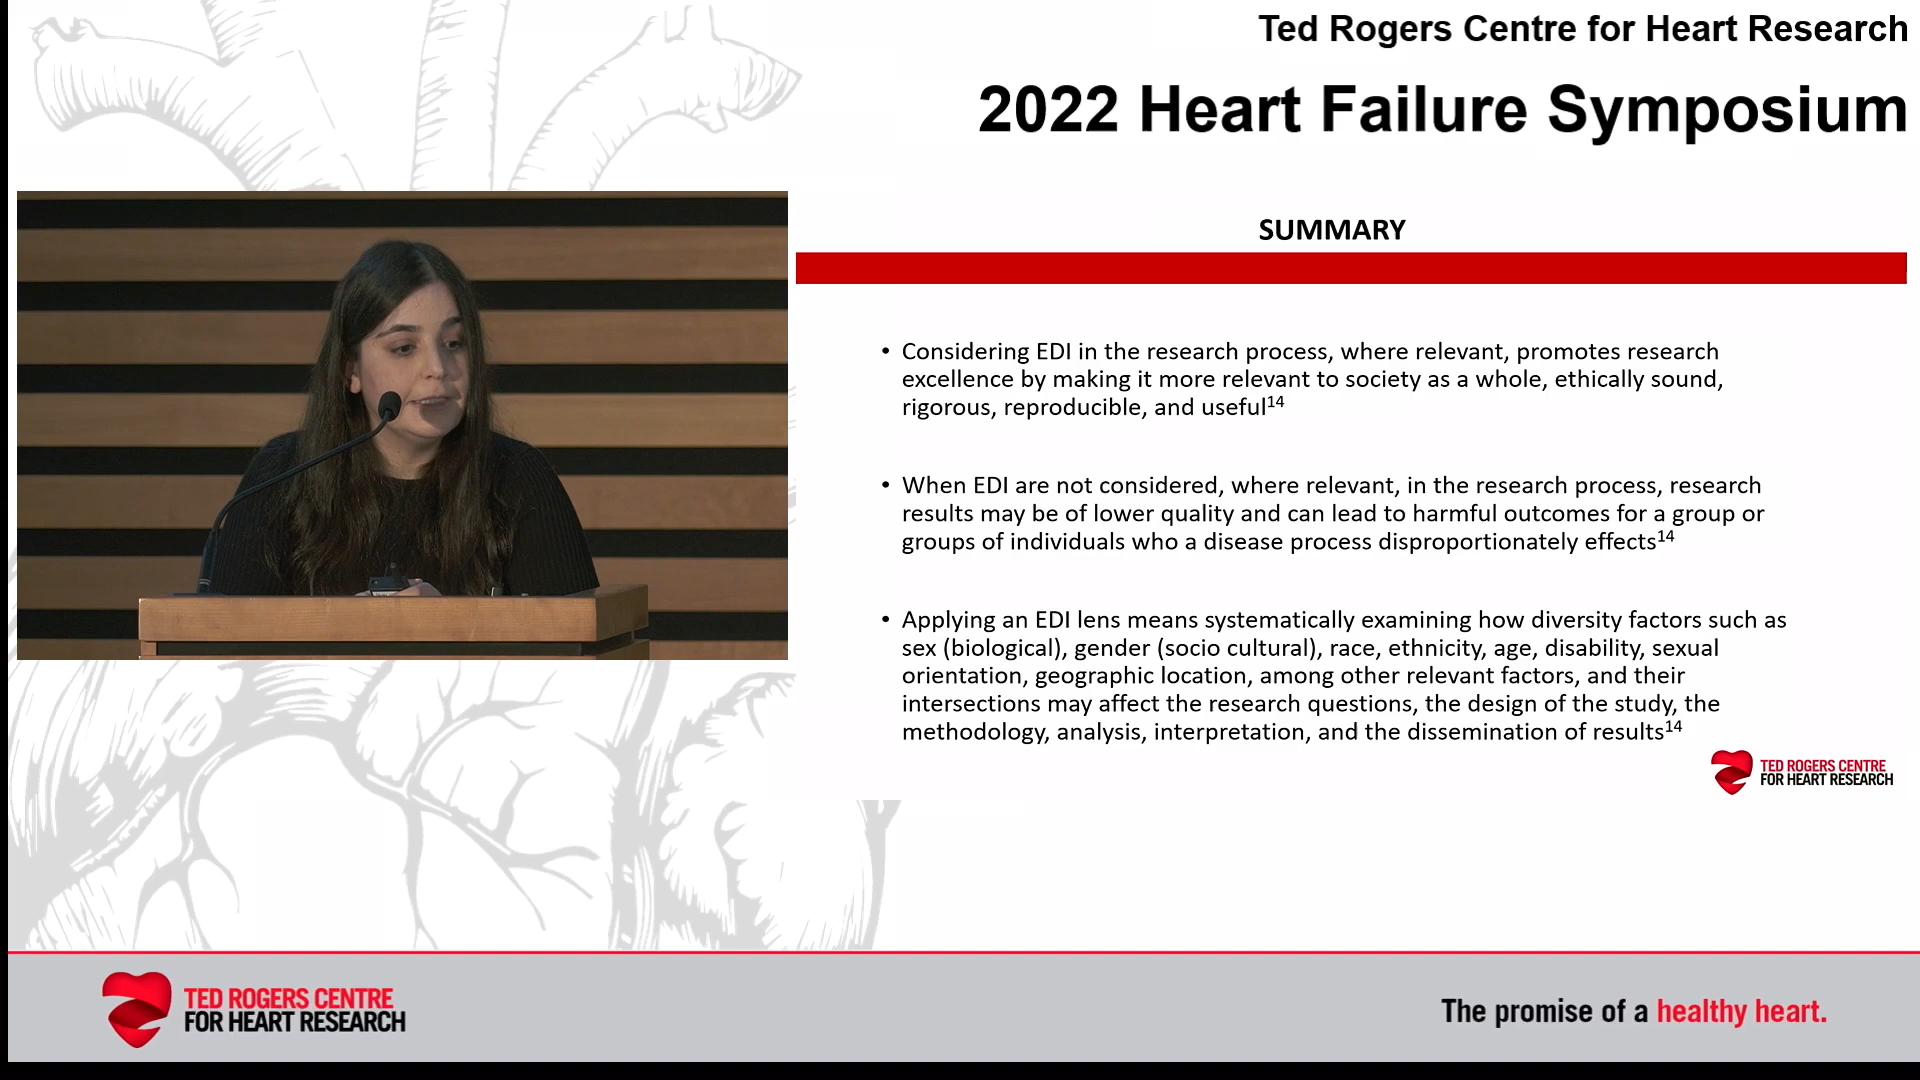 Ted Rogers Centre for Heart Research
2022 Heart Failure Symposium
SUMMARY
• Considering EDI in the research process, where relevant, promotes research
excellence by making it more relevant to society as a whole, ethically sound,
rigorous, reproducible, and useful¹⁴
• When EDI are not considered, where relevant, in the research process, research
results may be of lower quality and can lead to harmful outcomes for a group or
groups of individuals who a disease process disproportionately effects¹⁴
• Applying an EDI lens means systematically examining how diversity factors such as
sex (biological), gender (socio cultural), race, ethnicity, age, disability, sexual
orientation, geographic location, among other relevant factors, and their
intersections may affect the research questions, the design of the study, the
methodology, analysis, interpretation, and the dissemination of results¹⁴
TED ROGERS CENTRE
FOR HEART RESEARCH
TED ROGERS CENTRE
FOR HEART RESEARCH
The promise of a healthy heart.